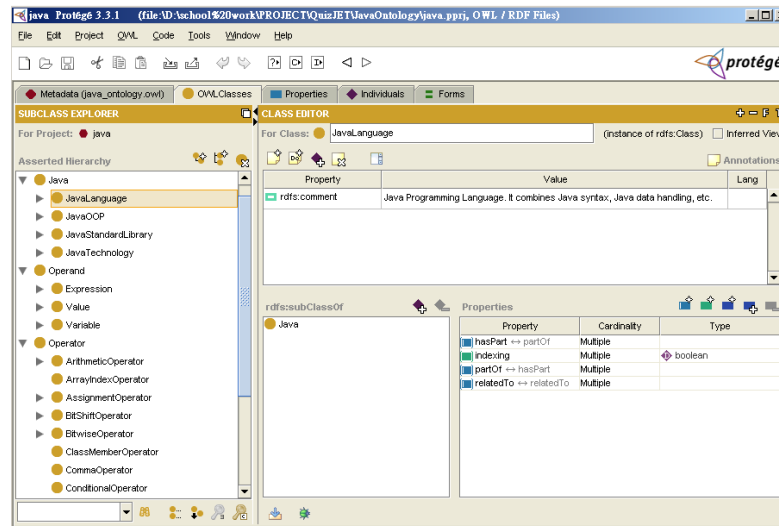 java Protégé 3.3.1 (file:\D:\school%20work\PROJECT\QuizJET\JavaOntology\java.pprj, OWL / RDF Files)
File Edit Project OWL Code Tools Window Help
protégé
Metadata (java_ontology.owl) OWLClasses Properties Individuals Forms
SUBCLASS EXPLORER
CLASS EDITOR
For Project: java
For Class: JavaLanguage (instance of rdfs:Class) Inferred View
Asserted Hierarchy
Annotations
Property Value Lang
rdfs:comment Java Programming Language. It combines Java syntax, Java data handling, etc.
Java
JavaLanguage
JavaOOP
JavaStandardLibrary
JavaTechnology
Operand
Expression
Value
Variable
Operator
ArithmeticOperator
ArrayIndexOperator
AssignmentOperator
BitShiftOperator
BitwiseOperator
ClassMemberOperator
CommaOperator
ConditionalOperator
rdfs:subClassOf
Java
Properties
Property Cardinality Type
hasPart ↔ partOf Multiple
indexing Multiple boolean
partOf ↔ hasPart Multiple
relatedTo ↔ relatedTo Multiple